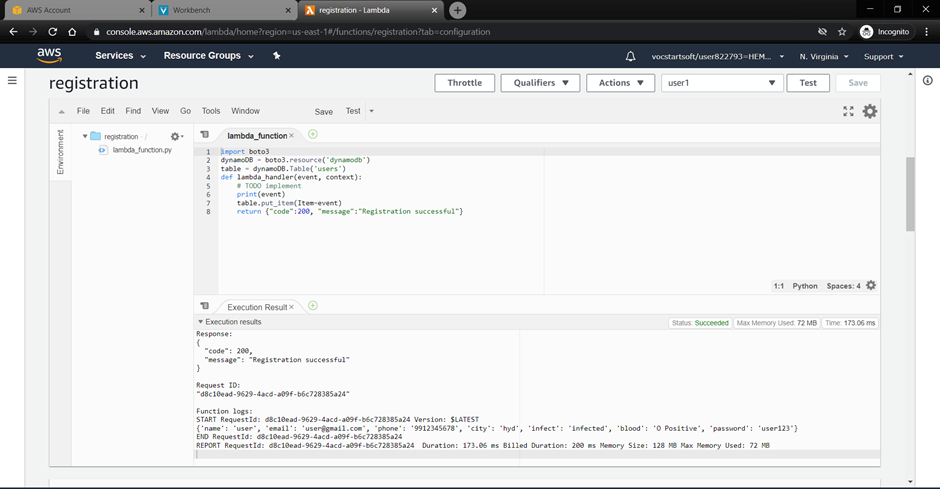 AWS Account
Workbench
registration - Lambda
console.aws.amazon.com/lambda/home?region=us-east-1#/functions/registration?tab=configuration
Incognito
aws
Services
Resource Groups
vocstartsoft/user822793=HEM...
N. Virginia
Support
registration
Throttle
Qualifiers
Actions
user1
Test
Save
File Edit Find View Go Tools Window Save Test
Environment
registration - /
lambda_function.py
lambda_function
1 import boto3
2 dynamoDB = boto3.resource('dynamodb')
3 table = dynamoDB.Table('users')
4 def lambda_handler(event, context):
5 # TODO implement
6 print(event)
7 table.put_item(Item=event)
8 return {"code":200, "message":"Registration successful"}
1:1 Python Spaces: 4
Execution Result
Execution results
Status: Succeeded
Max Memory Used: 72 MB
Time: 173.06 ms
Response:
{
"code": 200,
"message": "Registration successful"
}
Request ID:
"d8c10ead-9629-4acd-a09f-b6c728385a24"
Function logs:
START RequestId: d8c10ead-9629-4acd-a09f-b6c728385a24 Version: $LATEST
{'name': 'user', 'email': 'user@gmail.com', 'phone': '9912345678', 'city': 'hyd', 'infect': 'infected', 'blood': 'O Positive', 'password': 'user123'}
END RequestId: d8c10ead-9629-4acd-a09f-b6c728385a24
REPORT RequestId: d8c10ead-9629-4acd-a09f-b6c728385a24 Duration: 173.06 ms Billed Duration: 200 ms Memory Size: 128 MB Max Memory Used: 72 MB